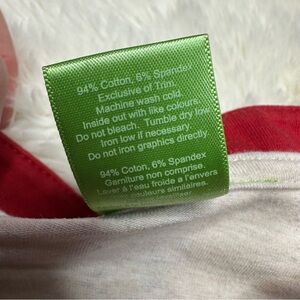 94% Cotton, 6% Spandex
Exclusive of Trim.
Machine wash cold.
Inside out with like colours.
Do not bleach. Tumble dry low.
Iron low if necessary.
Do not iron graphics directly.
94% Coton, 6% Spandex
Garniture non comprise.
Laver à l'eau froide a l'envers
couleurs similaires.